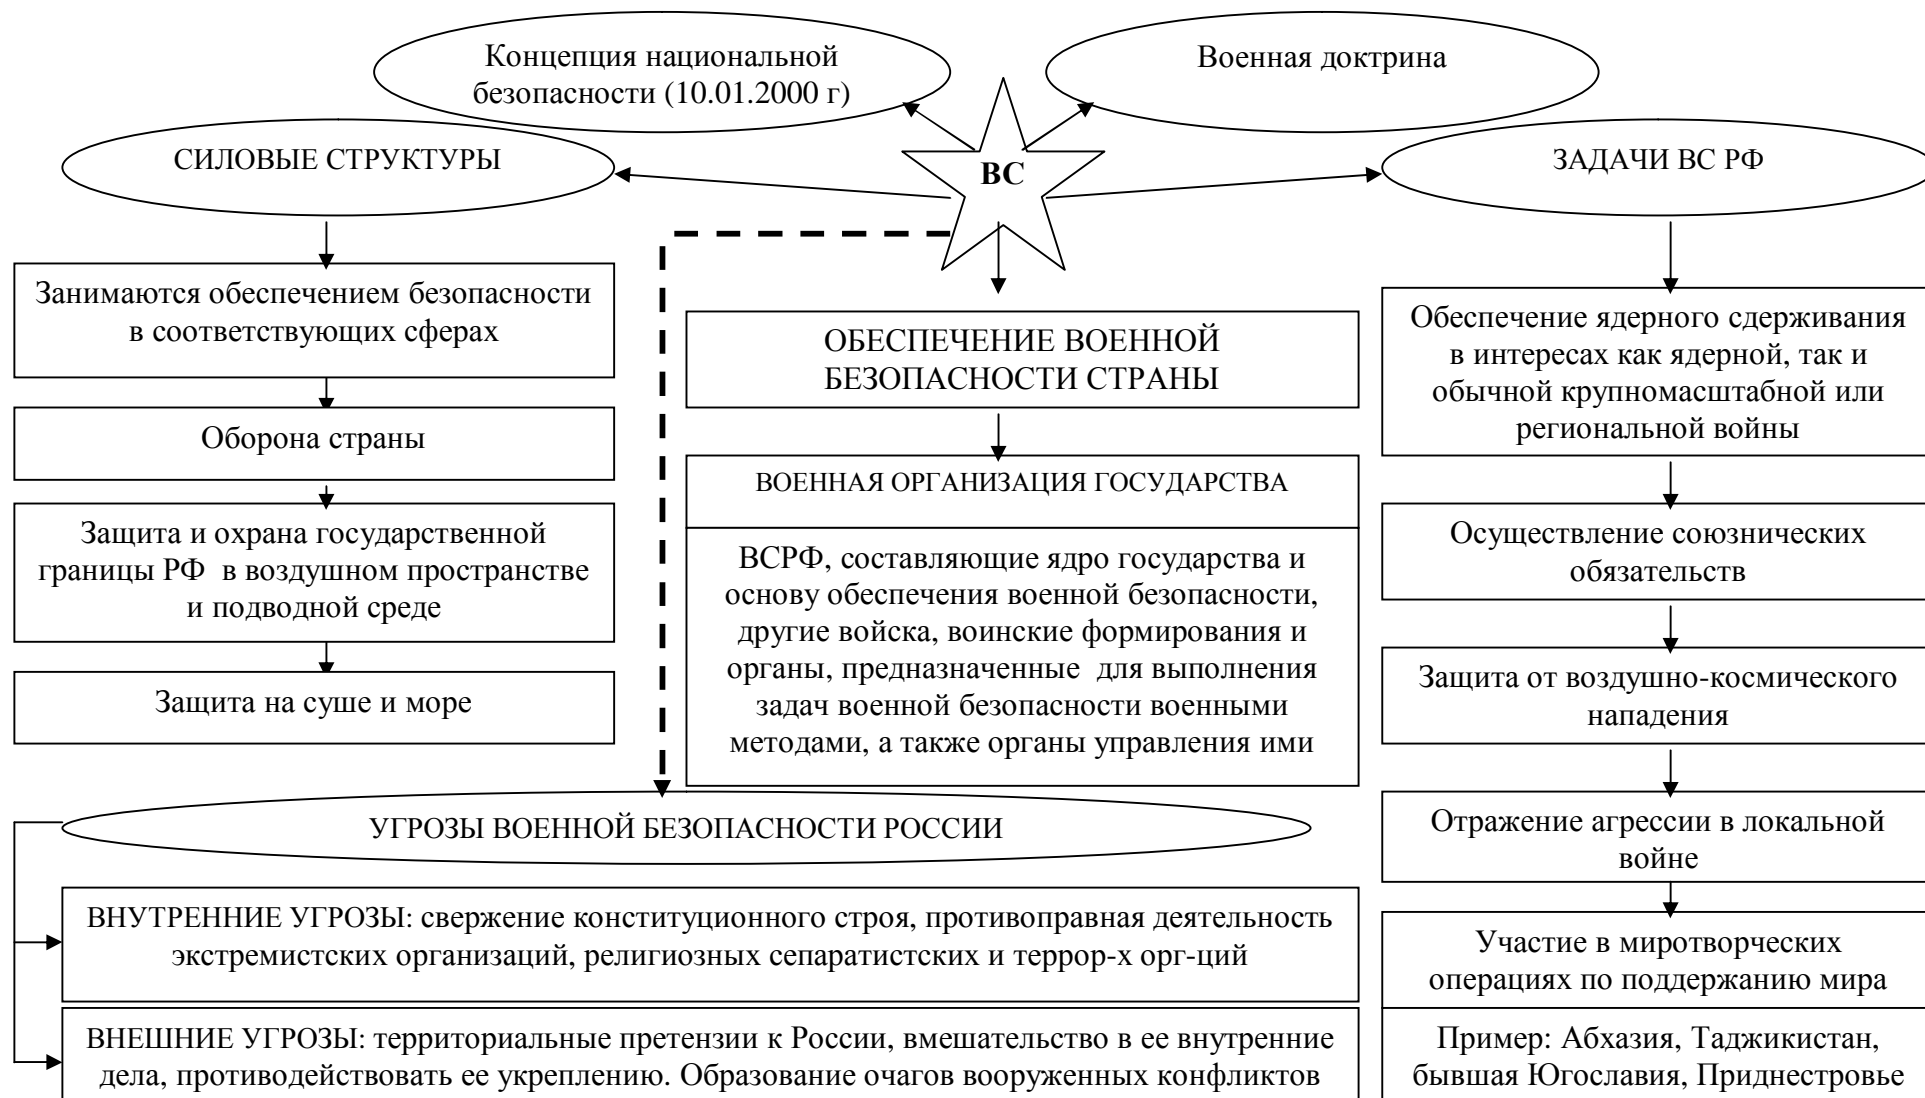 Концепция национальной
безопасности (10.01.2000 г)
Военная доктрина
СИЛОВЫЕ СТРУКТУРЫ
ВС
ЗАДАЧИ ВС РФ
Занимаются обеспечением безопасности
в соответствующих сферах
Оборона страны
Защита и охрана государственной
границы РФ  в воздушном пространстве
и подводной среде
Защита на суше и море
ОБЕСПЕЧЕНИЕ ВОЕННОЙ
БЕЗОПАСНОСТИ СТРАНЫ
ВОЕННАЯ ОРГАНИЗАЦИЯ ГОСУДАРСТВА
ВСРФ, составляющие ядро государства и
основу обеспечения военной безопасности,
другие войска, воинские формирования и
органы, предназначенные  для выполнения
задач военной безопасности военными
методами, а также органы управления ими
Обеспечение ядерного сдерживания
в интересах как ядерной, так и
обычной крупномасштабной или
региональной войны
Осуществление союзнических
обязательств
Защита от воздушно-космического
нападения
Отражение агрессии в локальной
войне
Участие в миротворческих
операциях по поддержанию мира
Пример: Абхазия, Таджикистан,
бывшая Югославия, Приднестровье
УГРОЗЫ ВОЕННОЙ БЕЗОПАСНОСТИ РОССИИ
ВНУТРЕННИЕ УГРОЗЫ: свержение конституционного строя, противоправная деятельность
экстремистских организаций, религиозных сепаратистских и террор-х орг-ций
ВНЕШНИЕ УГРОЗЫ: территориальные претензии к России, вмешательство в ее внутренние
дела, противодействовать ее укреплению. Образование очагов вооруженных конфликтов